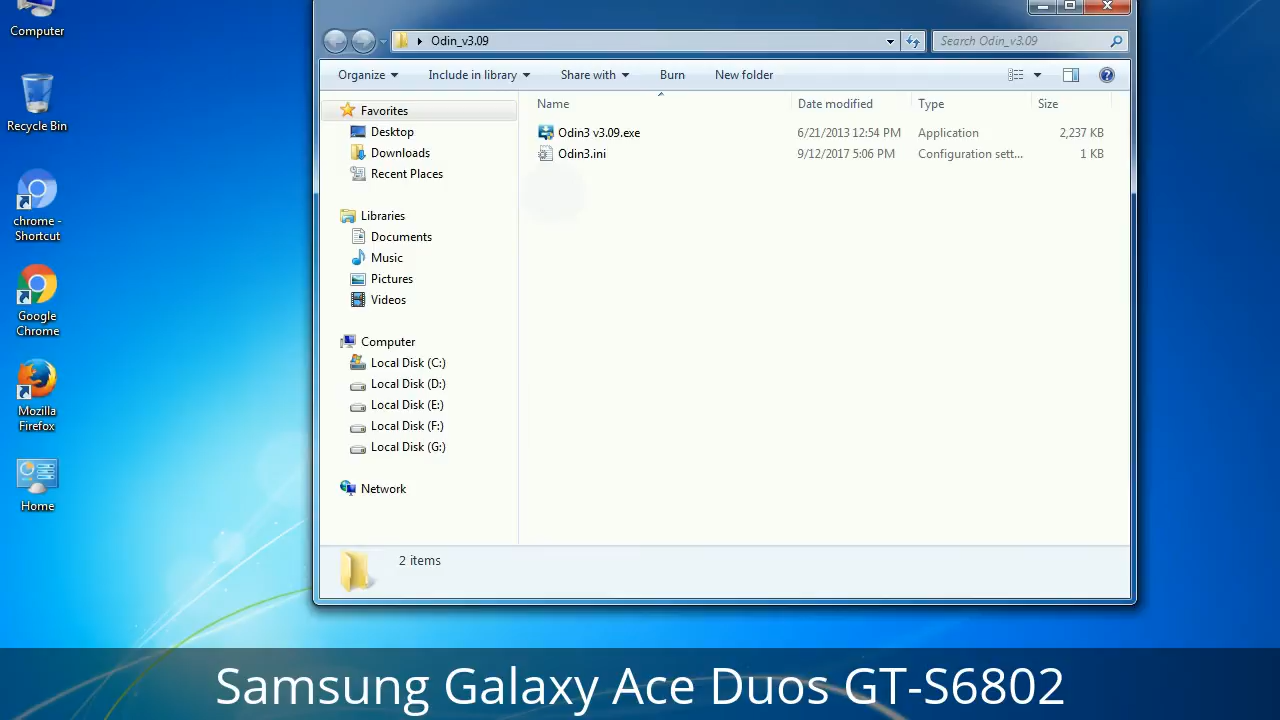 Computer
Recycle Bin
chrome -
Shortcut
Google
Chrome
Mozilla
Firefox
Home
Odin_v3.09
Search Odin_v3.09
Organize
Include in library
Share with
Burn
New folder
Favorites
Desktop
Downloads
Recent Places
Libraries
Documents
Music
Pictures
Videos
Computer
Local Disk (C:)
Local Disk (D:)
Local Disk (E:)
Local Disk (F:)
Local Disk (G:)
Network
Name Date modified Type Size
Odin3 v3.09.exe 6/21/2013 12:54 PM Application 2,237 KB
Odin3.ini 9/12/2017 5:06 PM Configuration sett... 1 KB
2 items
Samsung Galaxy Ace Duos GT-S6802